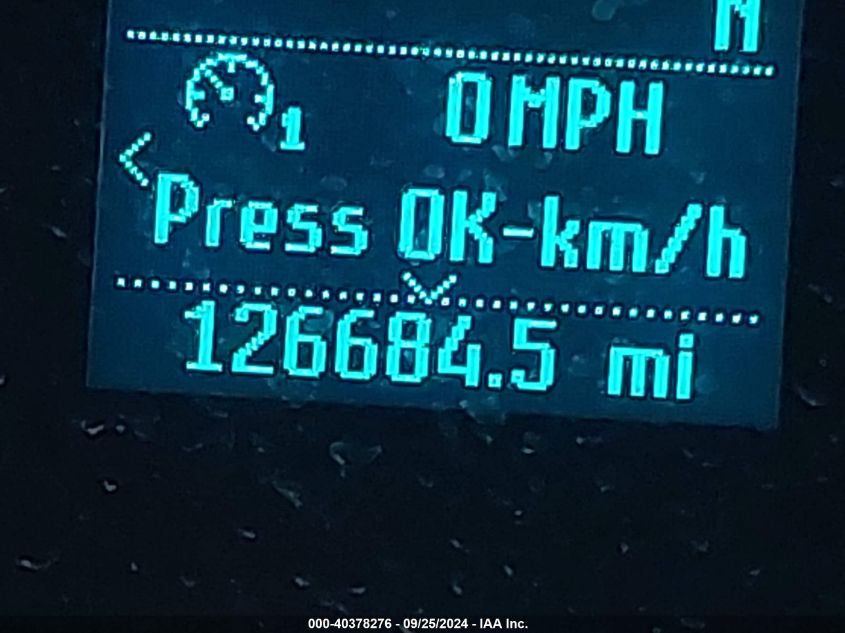 N
1 0 MPH
Press OK-km/h
126684.5 mi
000-40378276 - 09/25/2024 - IAA Inc.